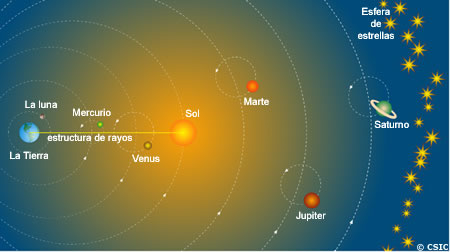 Esfera
de
estrellas
La luna
Mercurio
Sol
Marte
Saturno
estructura de rayos
La Tierra
Venus
Jupiter
© CSIC